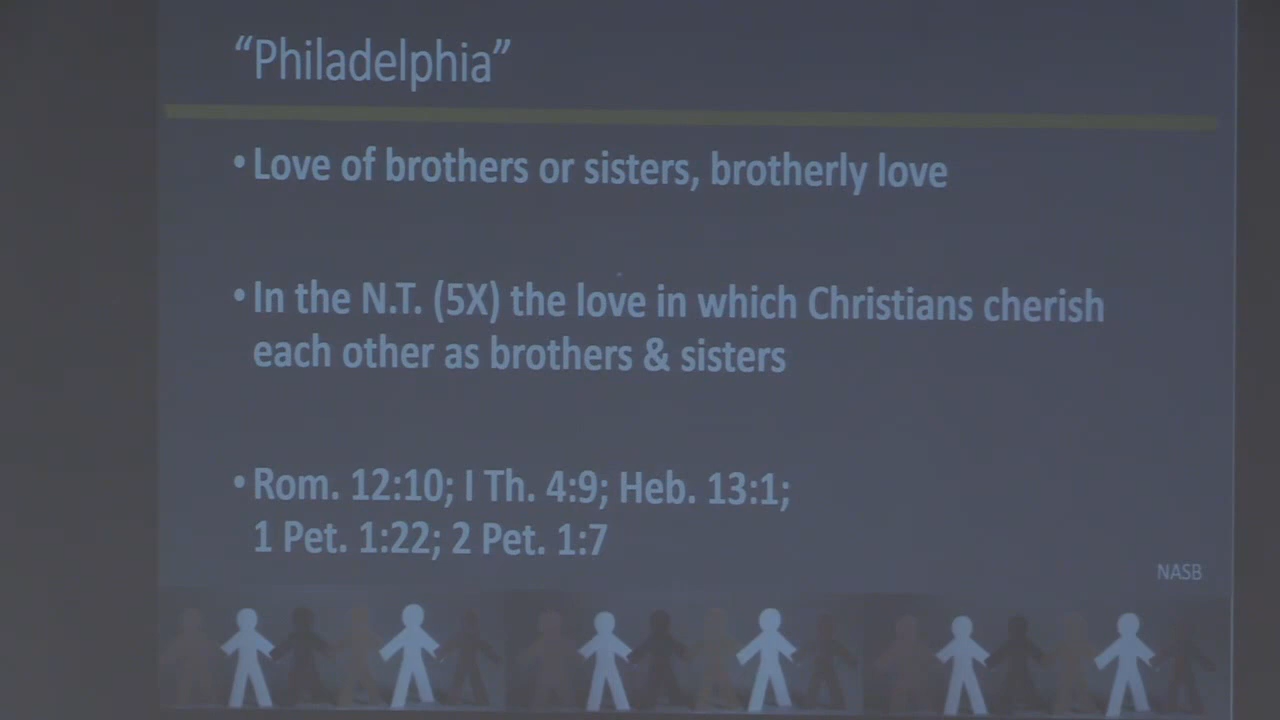 “Philadelphia”
• Love of brothers or sisters, brotherly love
• In the N.T. (5X) the love in which Christians cherish
each other as brothers & sisters
• Rom. 12:10; I Th. 4:9; Heb. 13:1;
1 Pet. 1:22; 2 Pet. 1:7
NASB